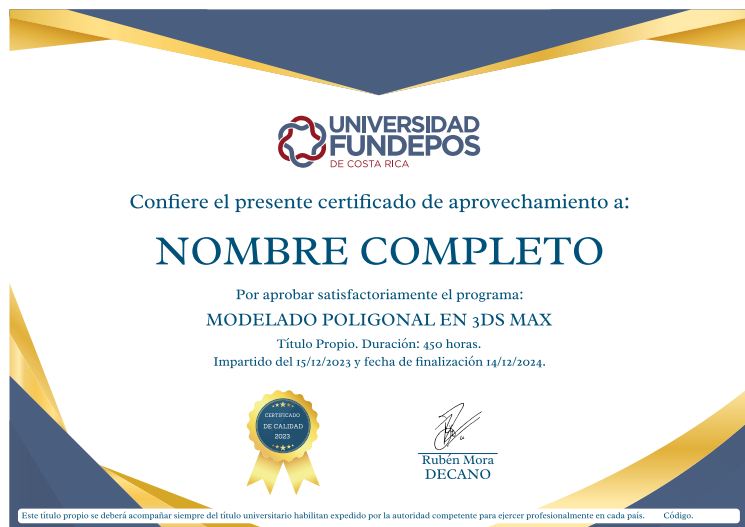 UNIVERSIDAD
FUNDEPOS
DE COSTA RICA
Confiere el presente certificado de aprovechamiento a:
NOMBRE COMPLETO
Por aprobar satisfactoriamente el programa:
MODELADO POLIGONAL EN 3DS MAX
Título Propio. Duración: 450 horas.
Impartido del 15/12/2023 y fecha de finalización 14/12/2024.
CERTIFICADO
DE CALIDAD
2023
Rubén Mora
DECANO
Este título propio se deberá acompañar siempre del título universitario habilitan expedido por la autoridad competente para ejercer profesionalmente en cada país. Código.